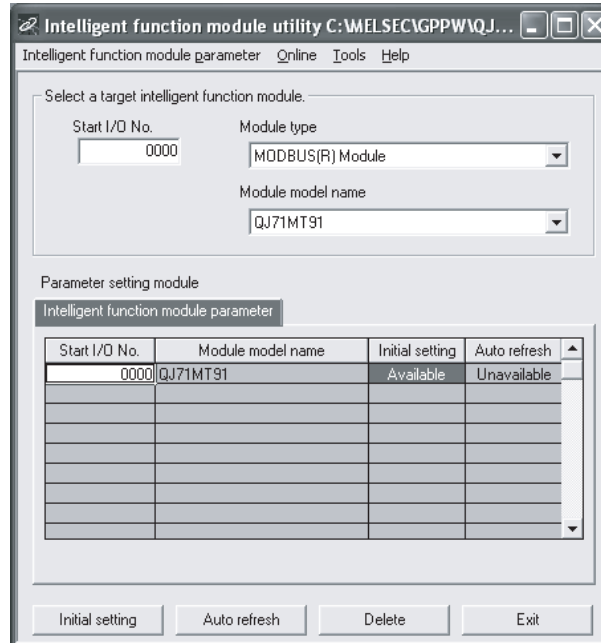 Intelligent function module utility C:\MELSEC\GPPW\QJ...
Intelligent function module parameter Online Tools Help
Select a target intelligent function module.
Start I/O No. Module type
0000 MODBUS(R) Module
Module model name
QJ71MT91
Parameter setting module
Intelligent function module parameter
Start I/O No. Module model name Initial setting Auto refresh
0000 QJ71MT91 Available Unavailable
Initial setting Auto refresh Delete Exit